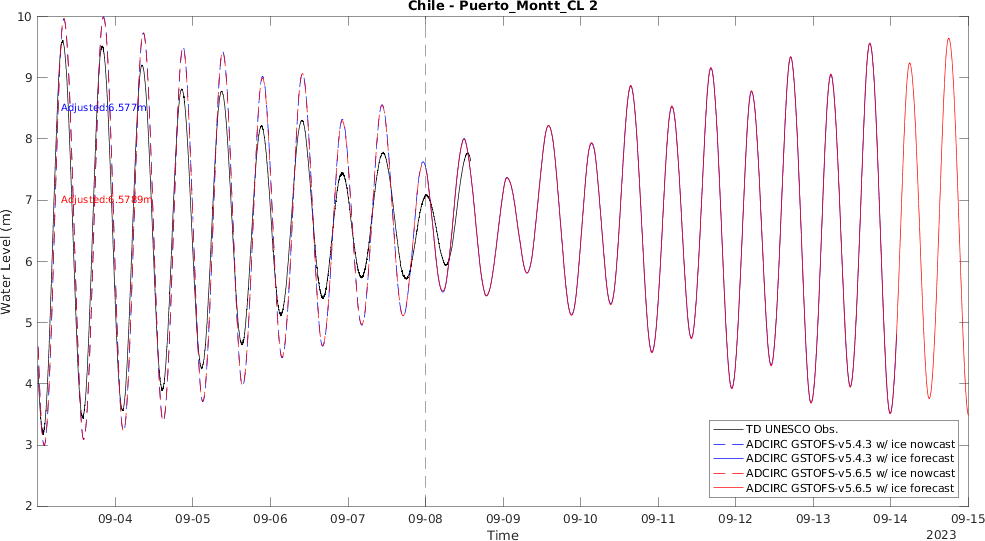 Chile - Puerto_Montt_CL 2
10
9
8
7
6
5
4
3
2
Water Level (m)
Adjusted:6.577m
Adjusted:6.5789m
TD UNESCO Obs.
ADCIRC GSTOFS-v5.4.3 w/ ice nowcast
ADCIRC GSTOFS-v5.4.3 w/ ice forecast
ADCIRC GSTOFS-v5.6.5 w/ ice nowcast
ADCIRC GSTOFS-v5.6.5 w/ ice forecast
09-04 09-05 09-06 09-07 09-08 09-09 09-10 09-11 09-12 09-13 09-14 09-15
Time
2023